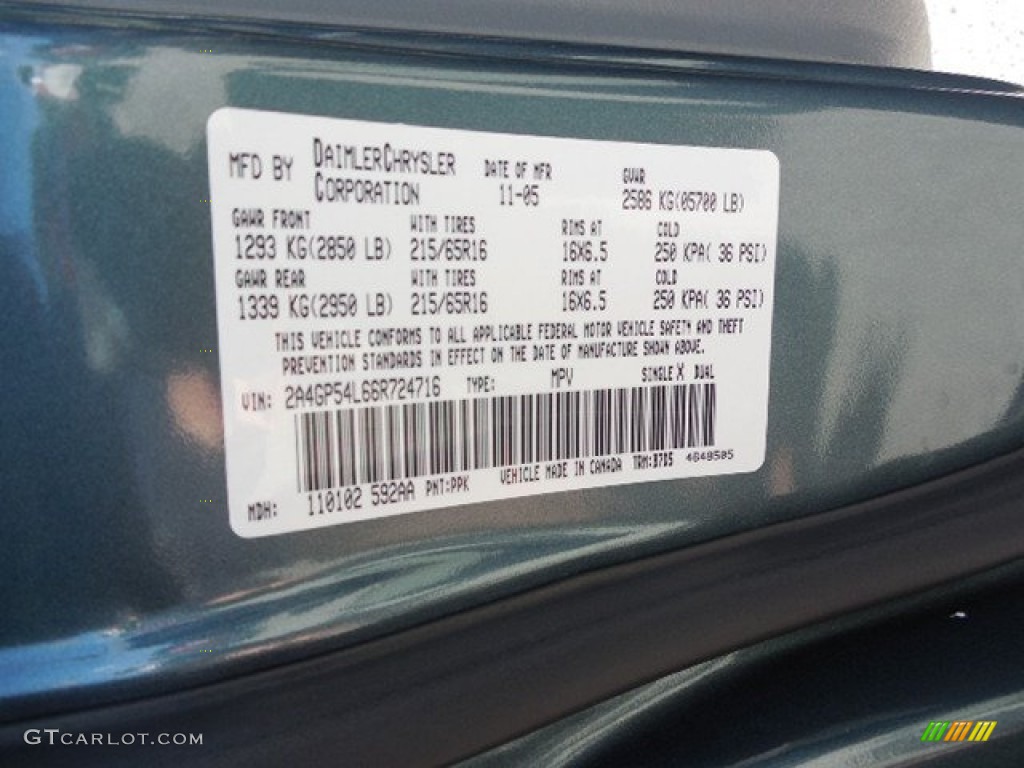 MFD BY DAIMLERCHRYSLER CORPORATION DATE OF MFR 11-05 GVWR 2586 KG(05700 LB)
GAWR FRONT WITH TIRES RIMS AT COLD
1293 KG(2850 LB) 215/65R16 16X6.5 250 KPA( 36 PSI)
GAWR REAR WITH TIRES RIMS AT COLD
1339 KG(2950 LB) 215/65R16 16X6.5 250 KPA( 36 PSI)
THIS VEHICLE CONFORMS TO ALL APPLICABLE FEDERAL MOTOR VEHICLE SAFETY AND THEFT
PREVENTION STANDARDS IN EFFECT ON THE DATE OF MANUFACTURE SHOWN ABOVE.
VIN: 2A4GP54L66R724716 TYPE: MPV SINGLE X DUAL
MDH: 110102 592AA PNT:PPK VEHICLE MADE IN CANADA TRM:B7D5 4648505
GTCARLOT.COM